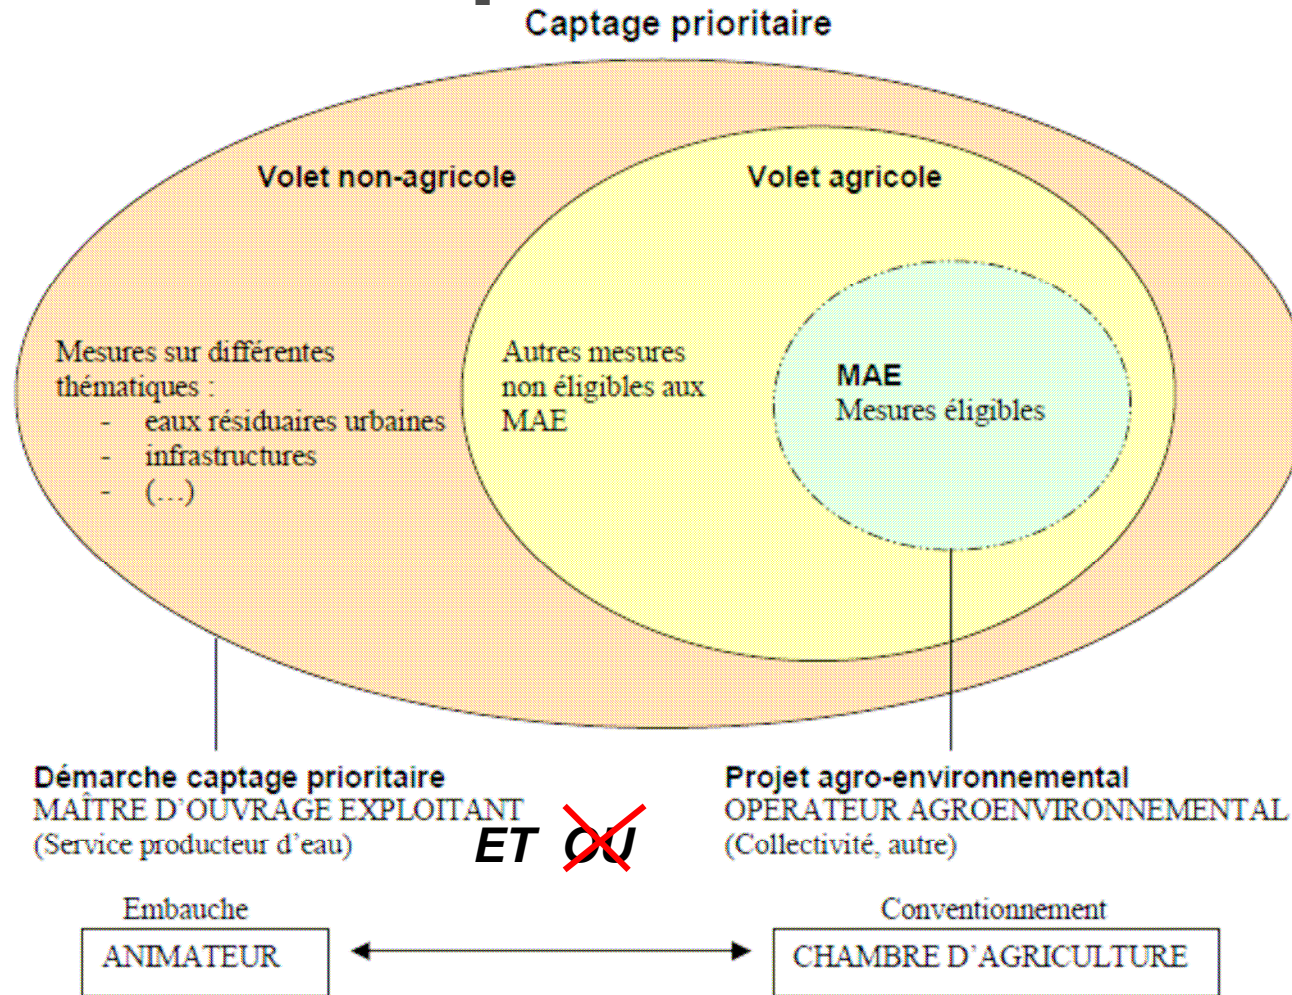 Captage prioritaire
Volet non-agricole
Volet agricole
Mesures sur différentes
thématiques :
- eaux résiduaires urbaines
- infrastructures
- (…)
Autres mesures
non éligibles aux
MAE
MAE
Mesures éligibles
Démarche captage prioritaire
MAÎTRE D'OUVRAGE EXPLOITANT
(Service producteur d'eau)
ET OU
Projet agro-environnemental
OPERATEUR AGROENVIRONNEMENTAL
(Collectivité, autre)
Embauche
ANIMATEUR
Conventionnement
CHAMBRE D'AGRICULTURE